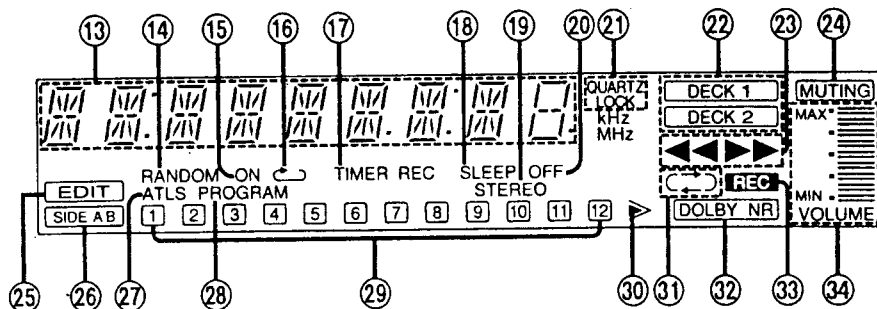 13 14 15 16 17 18 19 20 21 22 23 24
QUARTZ LOCK
kHz
MHz
DECK 1
DECK 2
MUTING
MAX
MIN
VOLUME
RANDOM ON TIMER REC SLEEP OFF
ATLS PROGRAM STEREO
EDIT
SIDE A B
1 2 3 4 5 6 7 8 9 10 11 12
REC
DOLBY NR
25 26 27 28 29 30 31 32 33 34